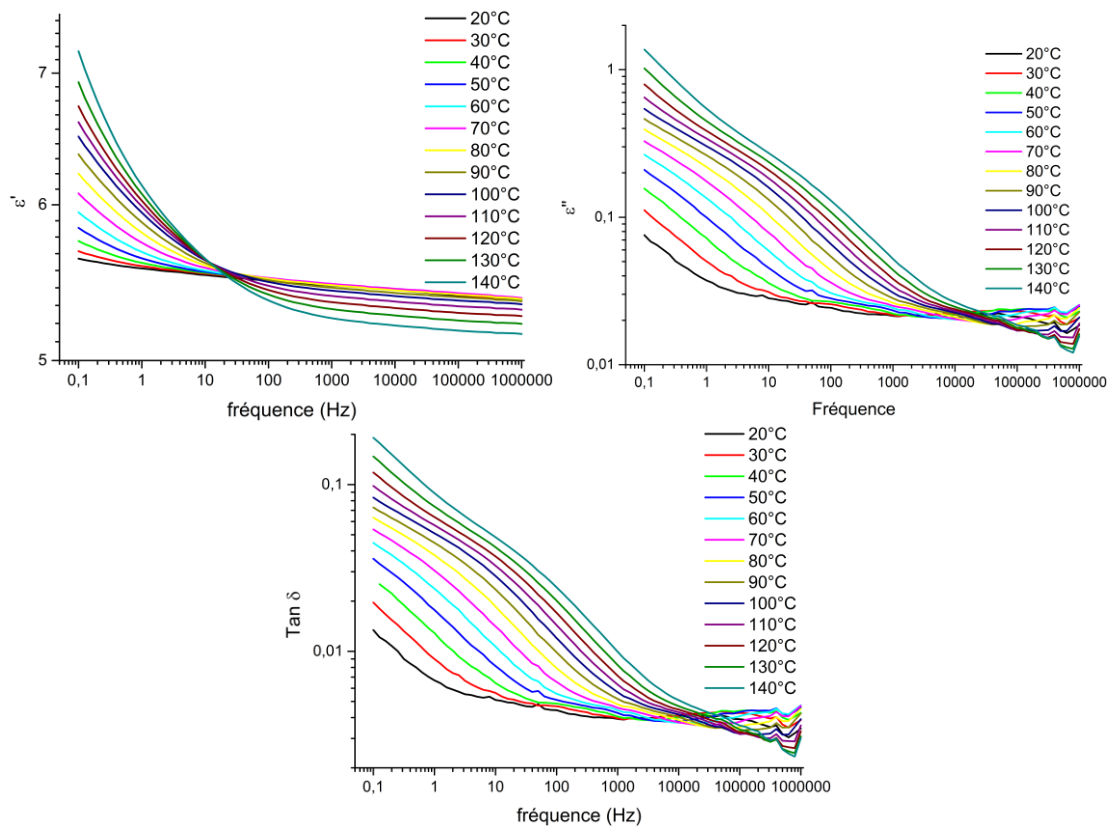 7
6
5
ε'
0,1
1
10
100
1000
10000
100000
1000000
fréquence (Hz)
20°C
30°C
40°C
50°C
60°C
70°C
80°C
90°C
100°C
110°C
120°C
130°C
140°C
1
0,1
0,01
ε"
0,1
1
10
100
1000
10000
100000
1000000
Fréquence
20°C
30°C
40°C
50°C
60°C
70°C
80°C
90°C
100°C
110°C
120°C
130°C
140°C
0,1
0,01
Tan δ
0,1
1
10
100
1000
10000
100000
1000000
fréquence (Hz)
20°C
30°C
40°C
50°C
60°C
70°C
80°C
90°C
100°C
110°C
120°C
130°C
140°C